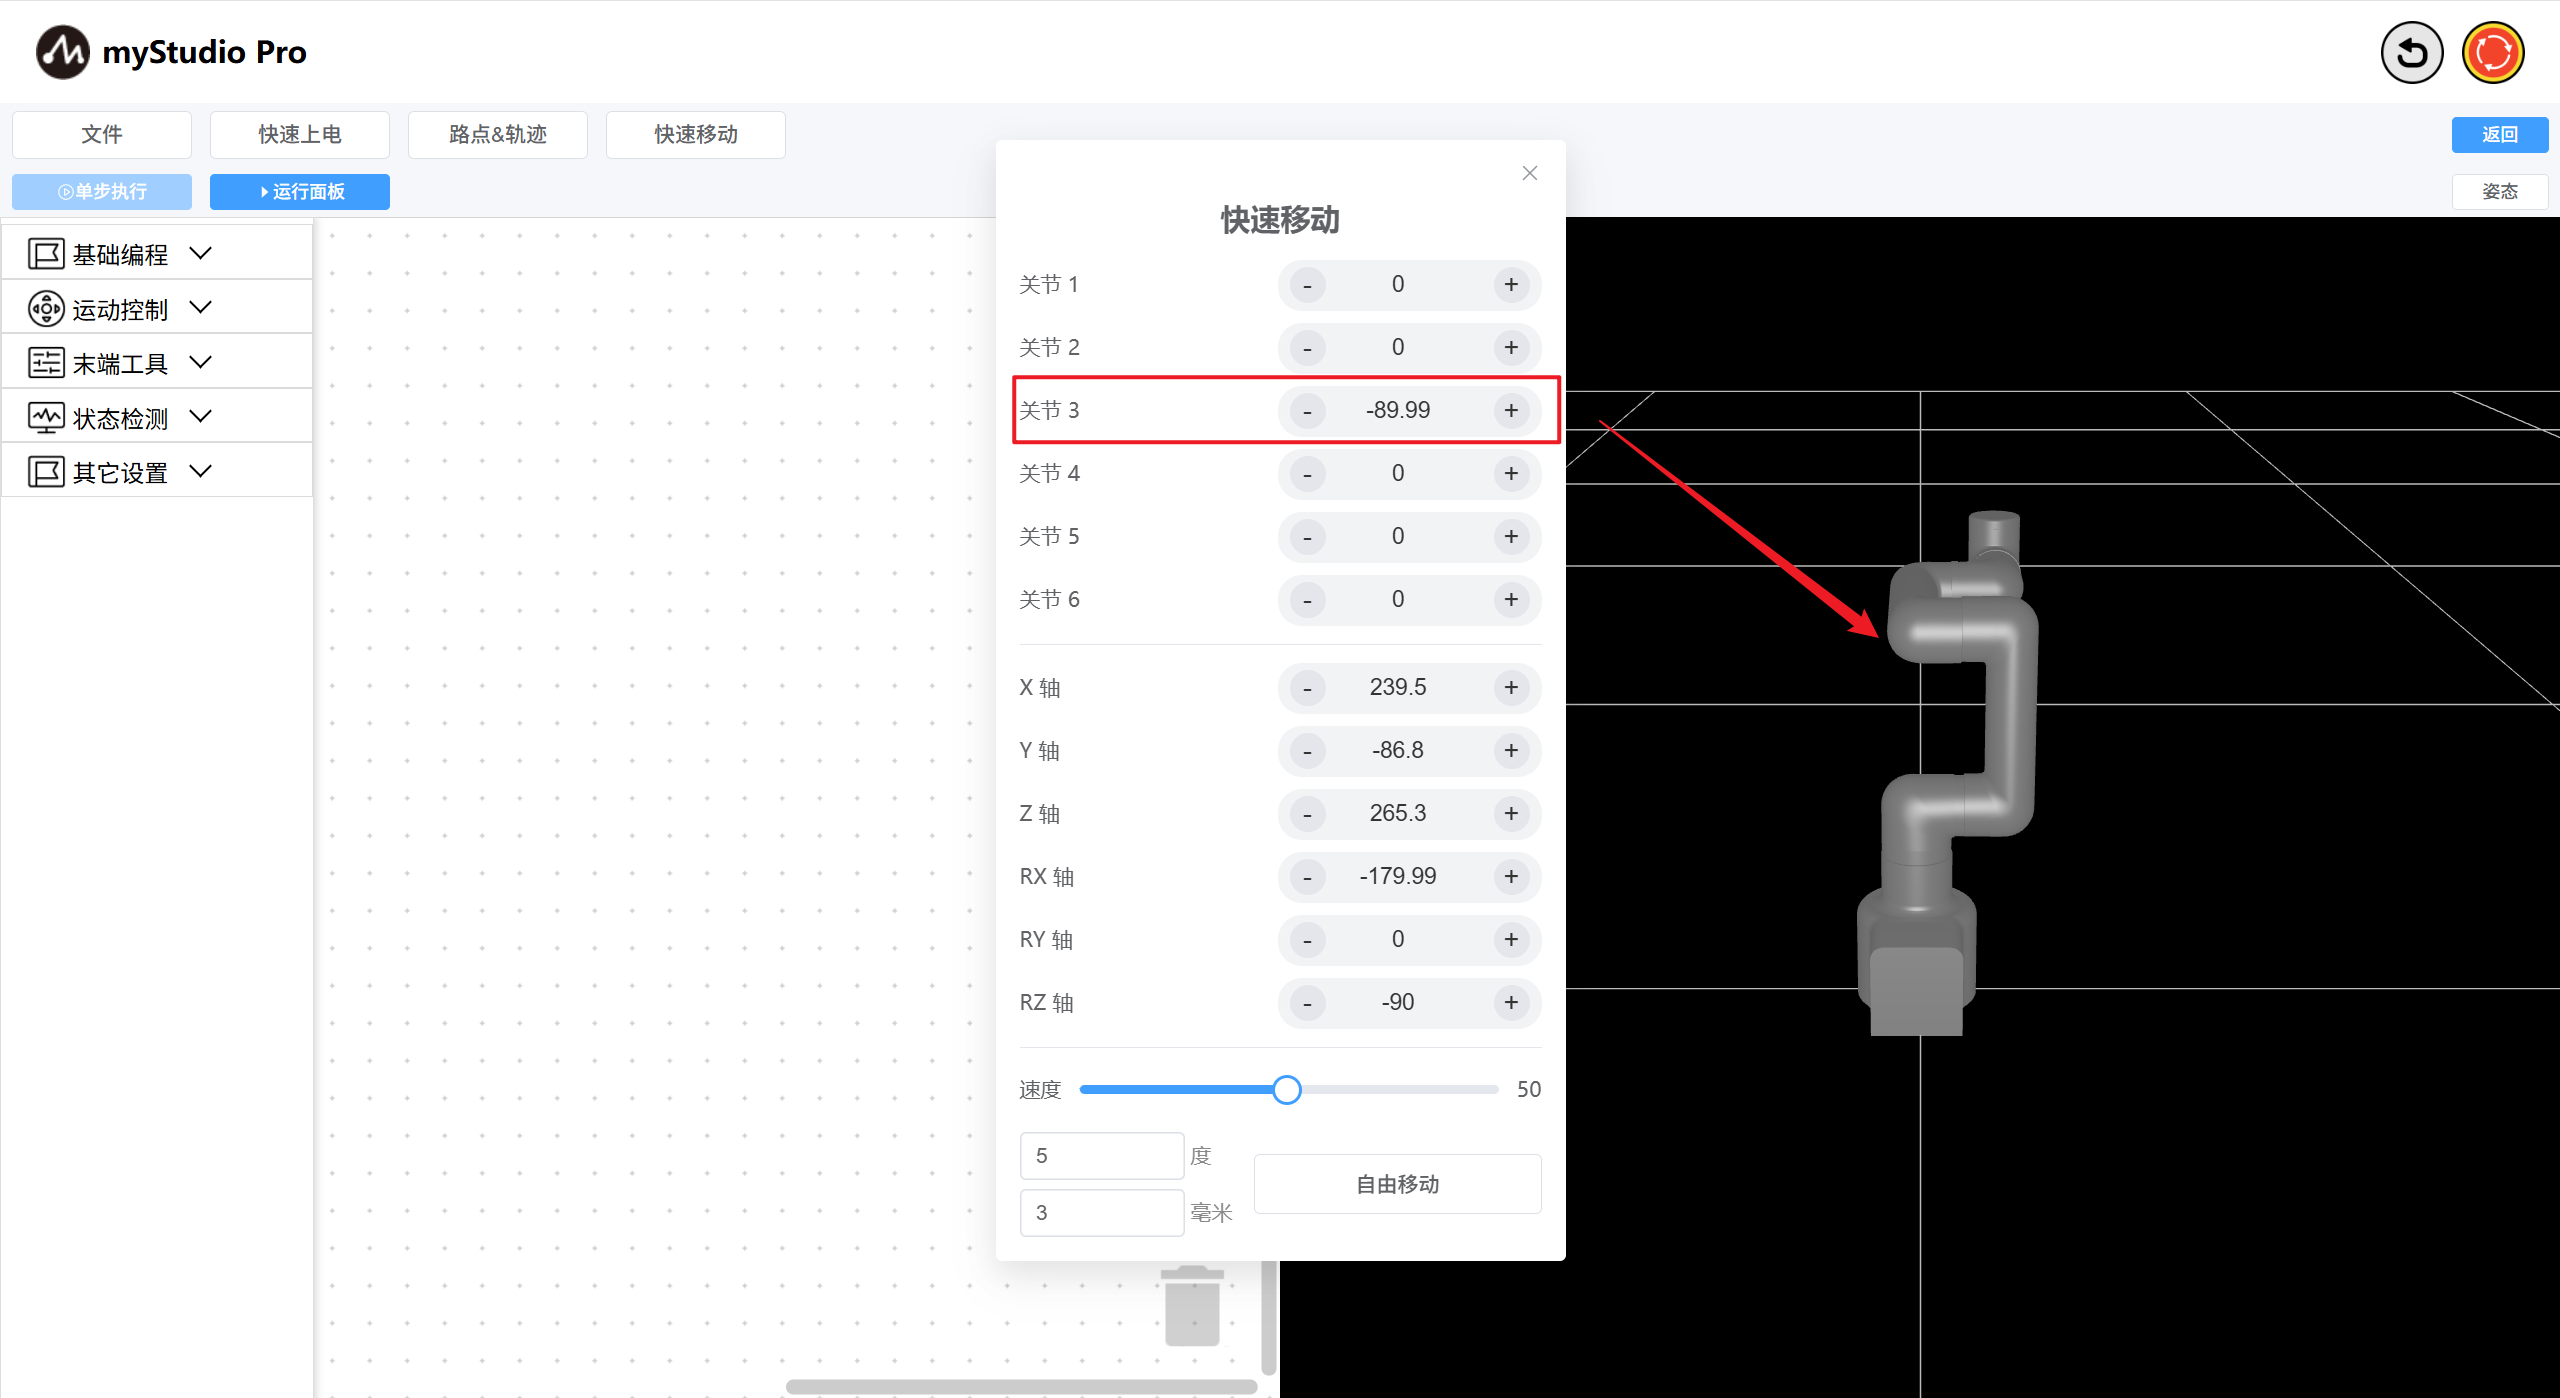 myStudio Pro
文件
快速上电
路点&轨迹
快速移动
返回
单步执行
运行面板
姿态
基础编程
运动控制
末端工具
状态检测
其它设置
快速移动
关节 1 - 0 +
关节 2 - 0 +
关节 3 - -89.99 +
关节 4 - 0 +
关节 5 - 0 +
关节 6 - 0 +
X 轴 - 239.5 +
Y 轴 - -86.8 +
Z 轴 - 265.3 +
RX 轴 - -179.99 +
RY 轴 - 0 +
RZ 轴 - -90 +
速度 50
5 度
3 毫米
自由移动